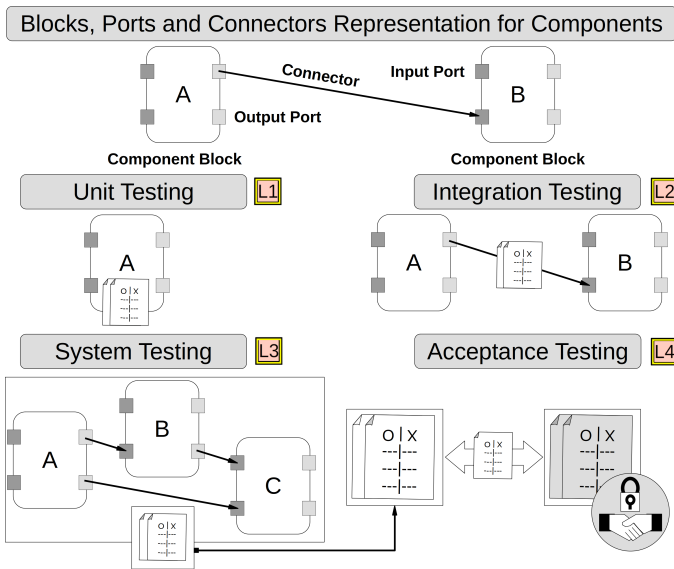 Blocks, Ports and Connectors Representation for Components
A
Connector
Input Port
B
Output Port
Component Block
Component Block
Unit Testing
L1
Integration Testing
L2
A
O | X
A
O | X
B
System Testing
L3
Acceptance Testing
L4
A
B
C
O | X
O | X
O | X
O | X